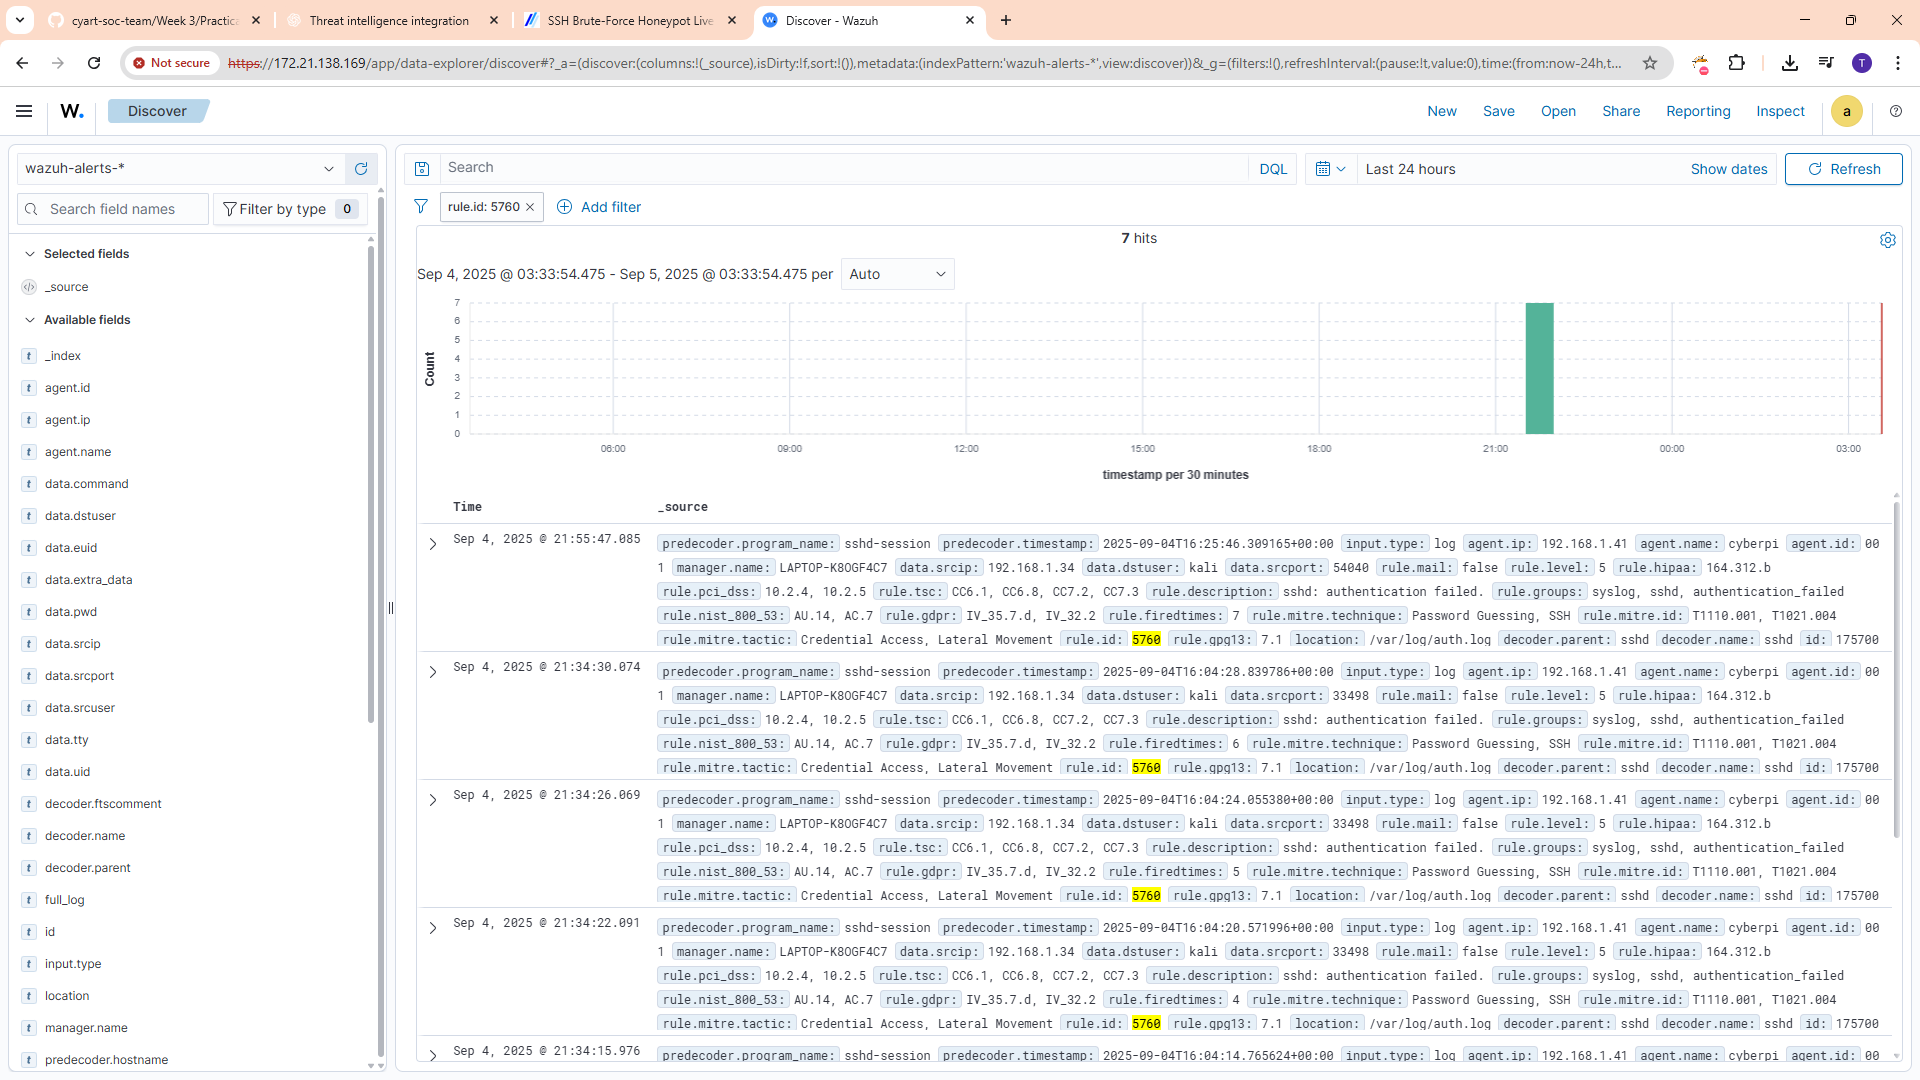 cyart-soc-team/Week 3/Practica
Threat intelligence integration
SSH Brute-Force Honeypot Live
Discover - Wazuh
Not secure
https://172.21.138.169/app/data-explorer/discover#?_a=(discover:(columns:!(_source),isDirty:!f,sort:!()),metadata:(indexPattern:'wazuh-alerts-*',view:discover))&_g=(filters:!(),refreshInterval:(pause:!t,value:0),time:(from:now-24h,t...
T
W.
Discover
New
Save
Open
Share
Reporting
Inspect
a
wazuh-alerts-*
Search
DQL
Last 24 hours
Show dates
Refresh
Search field names
Filter by type 0
rule.id: 5760
Add filter
Selected fields
_source
Available fields
_index
agent.id
agent.ip
agent.name
data.command
data.dstuser
data.euid
data.extra_data
data.pwd
data.srcip
data.srcport
data.srcuser
data.tty
data.uid
decoder.ftscomment
decoder.name
decoder.parent
full_log
id
input.type
location
manager.name
predecoder.hostname
7 hits
Sep 4, 2025 @ 03:33:54.475 - Sep 5, 2025 @ 03:33:54.475 per Auto
Count
7
6
5
4
3
2
1
0
06:00 09:00 12:00 15:00 18:00 21:00 00:00 03:00
timestamp per 30 minutes
Time _source
Sep 4, 2025 @ 21:55:47.085
predecoder.program_name: sshd-session predecoder.timestamp: 2025-09-04T16:25:46.309165+00:00 input.type: log agent.ip: 192.168.1.41 agent.name: cyberpi agent.id: 00
1 manager.name: LAPTOP-K8OGF4C7 data.srcip: 192.168.1.34 data.dstuser: kali data.srcport: 54040 rule.mail: false rule.level: 5 rule.hipaa: 164.312.b
rule.pci_dss: 10.2.4, 10.2.5 rule.tsc: CC6.1, CC6.8, CC7.2, CC7.3 rule.description: sshd: authentication failed. rule.groups: syslog, sshd, authentication_failed
rule.nist_800_53: AU.14, AC.7 rule.gdpr: IV_35.7.d, IV_32.2 rule.firedtimes: 7 rule.mitre.technique: Password Guessing, SSH rule.mitre.id: T1110.001, T1021.004
rule.mitre.tactic: Credential Access, Lateral Movement rule.id: 5760 rule.gpg13: 7.1 location: /var/log/auth.log decoder.parent: sshd decoder.name: sshd id: 175700
Sep 4, 2025 @ 21:34:30.074
predecoder.program_name: sshd-session predecoder.timestamp: 2025-09-04T16:04:28.839786+00:00 input.type: log agent.ip: 192.168.1.41 agent.name: cyberpi agent.id: 00
1 manager.name: LAPTOP-K8OGF4C7 data.srcip: 192.168.1.34 data.dstuser: kali data.srcport: 33498 rule.mail: false rule.level: 5 rule.hipaa: 164.312.b
rule.pci_dss: 10.2.4, 10.2.5 rule.tsc: CC6.1, CC6.8, CC7.2, CC7.3 rule.description: sshd: authentication failed. rule.groups: syslog, sshd, authentication_failed
rule.nist_800_53: AU.14, AC.7 rule.gdpr: IV_35.7.d, IV_32.2 rule.firedtimes: 6 rule.mitre.technique: Password Guessing, SSH rule.mitre.id: T1110.001, T1021.004
rule.mitre.tactic: Credential Access, Lateral Movement rule.id: 5760 rule.gpg13: 7.1 location: /var/log/auth.log decoder.parent: sshd decoder.name: sshd id: 175700
Sep 4, 2025 @ 21:34:26.069
predecoder.program_name: sshd-session predecoder.timestamp: 2025-09-04T16:04:24.055380+00:00 input.type: log agent.ip: 192.168.1.41 agent.name: cyberpi agent.id: 00
1 manager.name: LAPTOP-K8OGF4C7 data.srcip: 192.168.1.34 data.dstuser: kali data.srcport: 33498 rule.mail: false rule.level: 5 rule.hipaa: 164.312.b
rule.pci_dss: 10.2.4, 10.2.5 rule.tsc: CC6.1, CC6.8, CC7.2, CC7.3 rule.description: sshd: authentication failed. rule.groups: syslog, sshd, authentication_failed
rule.nist_800_53: AU.14, AC.7 rule.gdpr: IV_35.7.d, IV_32.2 rule.firedtimes: 5 rule.mitre.technique: Password Guessing, SSH rule.mitre.id: T1110.001, T1021.004
rule.mitre.tactic: Credential Access, Lateral Movement rule.id: 5760 rule.gpg13: 7.1 location: /var/log/auth.log decoder.parent: sshd decoder.name: sshd id: 175700
Sep 4, 2025 @ 21:34:22.091
predecoder.program_name: sshd-session predecoder.timestamp: 2025-09-04T16:04:20.571996+00:00 input.type: log agent.ip: 192.168.1.41 agent.name: cyberpi agent.id: 00
1 manager.name: LAPTOP-K8OGF4C7 data.srcip: 192.168.1.34 data.dstuser: kali data.srcport: 33498 rule.mail: false rule.level: 5 rule.hipaa: 164.312.b
rule.pci_dss: 10.2.4, 10.2.5 rule.tsc: CC6.1, CC6.8, CC7.2, CC7.3 rule.description: sshd: authentication failed. rule.groups: syslog, sshd, authentication_failed
rule.nist_800_53: AU.14, AC.7 rule.gdpr: IV_35.7.d, IV_32.2 rule.firedtimes: 4 rule.mitre.technique: Password Guessing, SSH rule.mitre.id: T1110.001, T1021.004
rule.mitre.tactic: Credential Access, Lateral Movement rule.id: 5760 rule.gpg13: 7.1 location: /var/log/auth.log decoder.parent: sshd decoder.name: sshd id: 175700
Sep 4, 2025 @ 21:34:15.976
predecoder.program_name: sshd-session predecoder.timestamp: 2025-09-04T16:04:14.765624+00:00 input.type: log agent.ip: 192.168.1.41 agent.name: cyberpi agent.id: 00